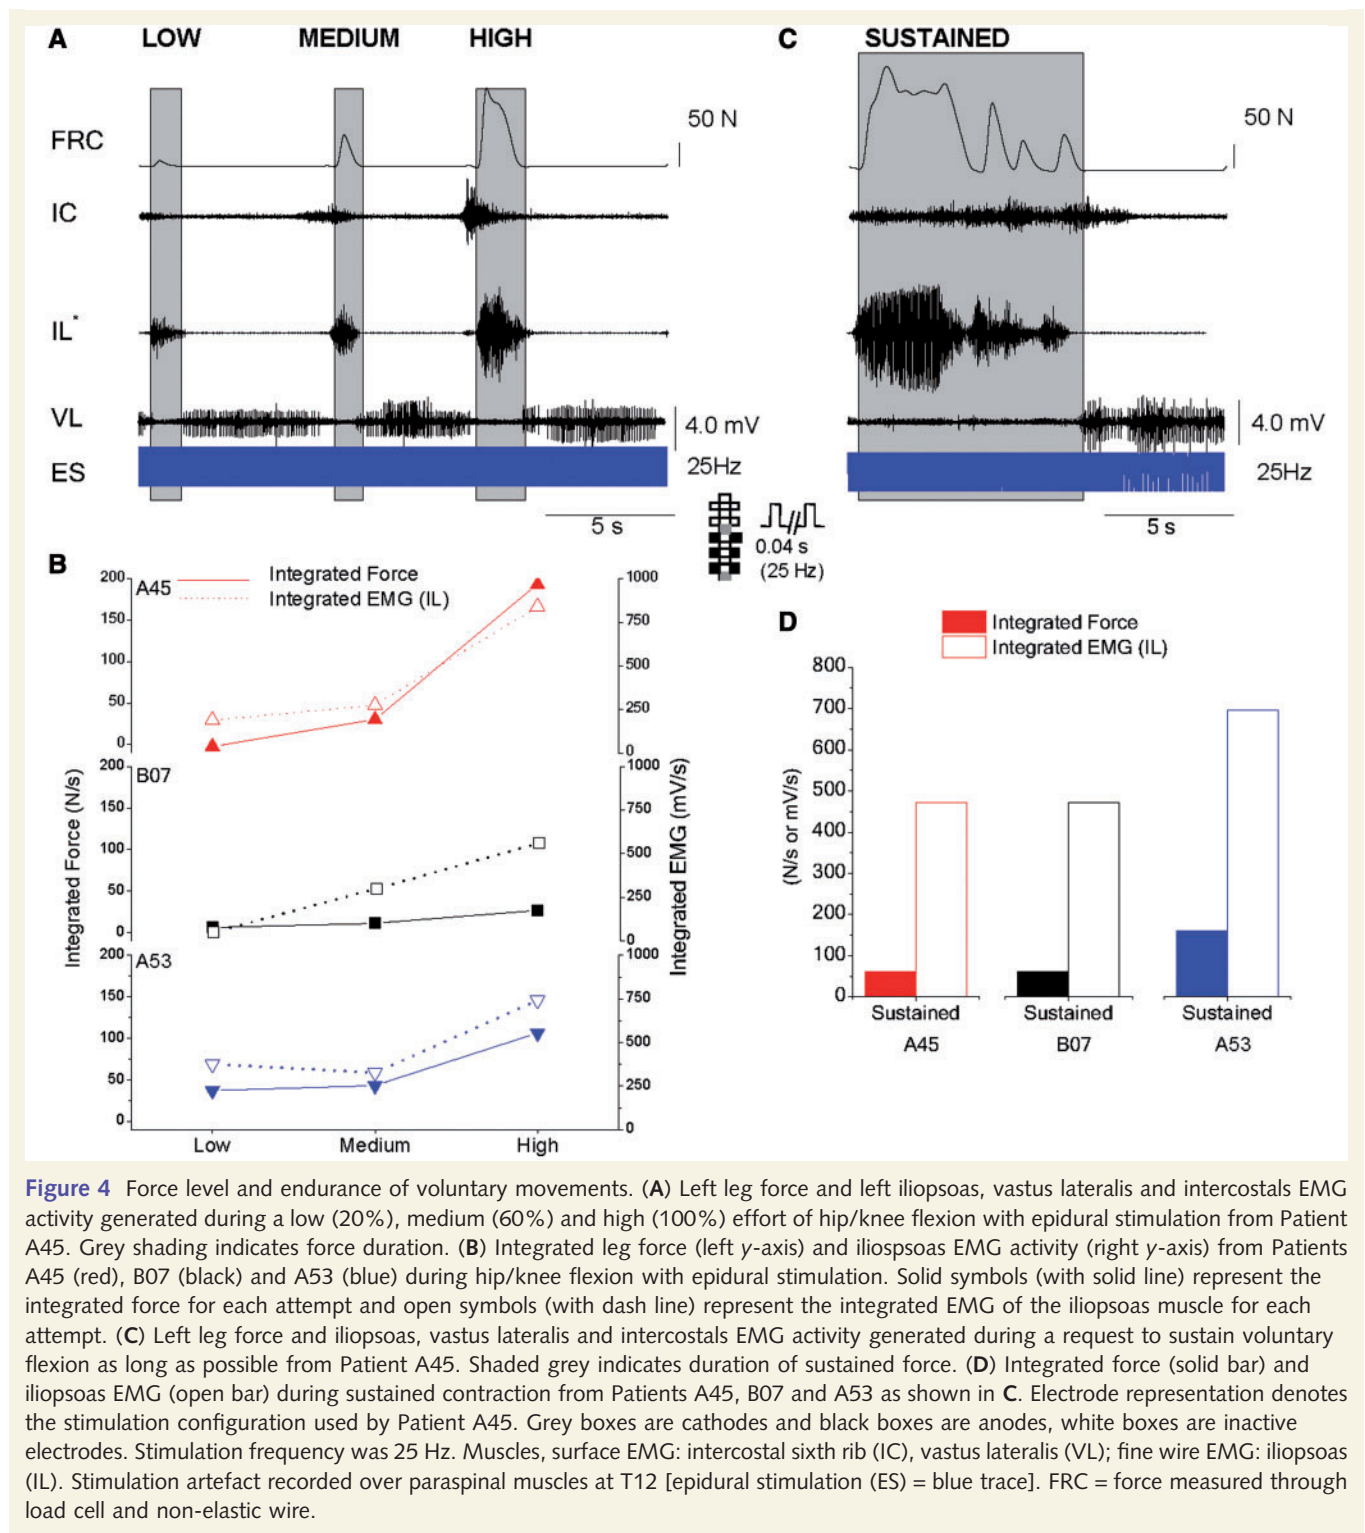 A LOW MEDIUM HIGH
FRC
50 N
IC
IL*
VL
4.0 mV
ES
25Hz
5 s
C SUSTAINED
50 N
4.0 mV
25Hz
5 s
0.04 s
(25 Hz)
B
Integrated Force
Integrated EMG (IL)
A45
200
150
100
50
0
1000
750
500
250
0
B07
200
150
100
50
0
1000
750
500
250
0
A53
200
150
100
50
0
1000
750
500
250
0
Integrated Force (N/s)
Integrated EMG (mV/s)
Low Medium High
D
Integrated Force
Integrated EMG (IL)
800
700
600
500
400
300
200
100
0
(N/s or mV/s)
Sustained Sustained Sustained
A45 B07 A53
Figure 4 Force level and endurance of voluntary movements. (A) Left leg force and left iliopsoas, vastus lateralis and intercostals EMG
activity generated during a low (20%), medium (60%) and high (100%) effort of hip/knee flexion with epidural stimulation from Patient
A45. Grey shading indicates force duration. (B) Integrated leg force (left y-axis) and iliospsoas EMG activity (right y-axis) from Patients
A45 (red), B07 (black) and A53 (blue) during hip/knee flexion with epidural stimulation. Solid symbols (with solid line) represent the
integrated force for each attempt and open symbols (with dash line) represent the integrated EMG of the iliopsoas muscle for each
attempt. (C) Left leg force and iliopsoas, vastus lateralis and intercostals EMG activity generated during a request to sustain voluntary
flexion as long as possible from Patient A45. Shaded grey indicates duration of sustained force. (D) Integrated force (solid bar) and
iliopsoas EMG (open bar) during sustained contraction from Patients A45, B07 and A53 as shown in C. Electrode representation denotes
the stimulation configuration used by Patient A45. Grey boxes are cathodes and black boxes are anodes, white boxes are inactive
electrodes. Stimulation frequency was 25 Hz. Muscles, surface EMG: intercostal sixth rib (IC), vastus lateralis (VL); fine wire EMG: iliopsoas
(IL). Stimulation artefact recorded over paraspinal muscles at T12 [epidural stimulation (ES) = blue trace]. FRC = force measured through
load cell and non-elastic wire.